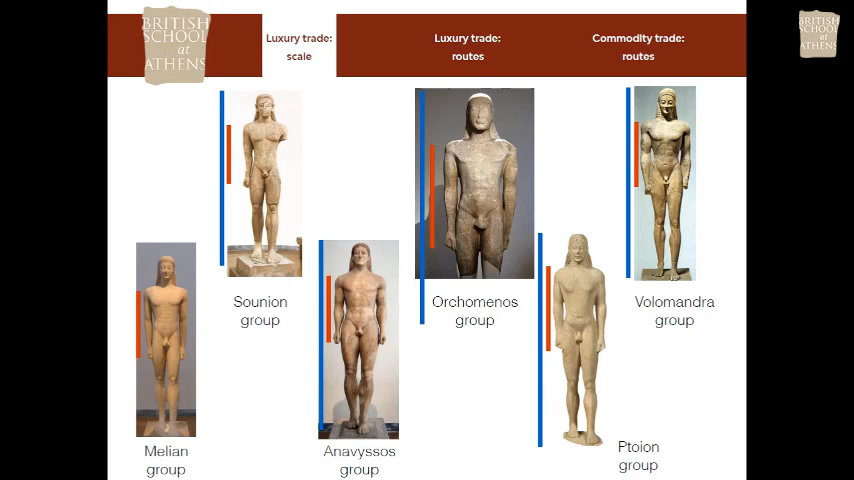 BRITISH
SCHOOL
at
ATHENS
Luxury trade:
scale
Luxury trade:
routes
Commodity trade:
routes
BRITISH
SCHOOL
at
ATHENS
Sounion
group
Orchomenos
group
Volomandra
group
Melian
group
Anavyssos
group
Ptoion
group